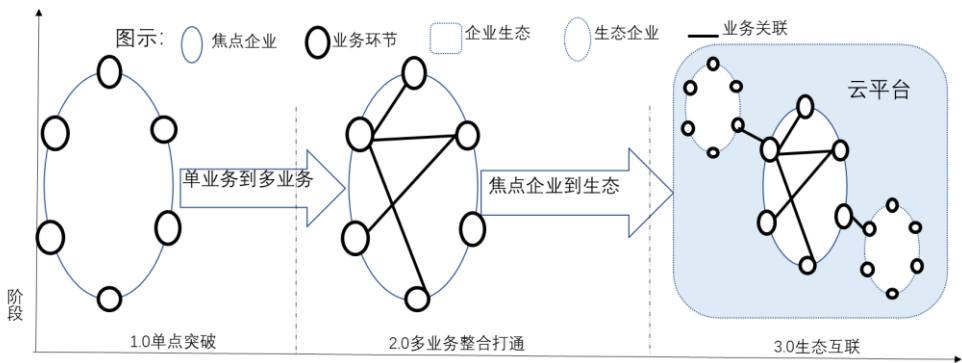 图示:
焦点企业
业务环节
企业生态
生态企业
业务关联
云平台
单业务到多业务
焦点企业到生态
阶段
1.0单点突破
2.0多业务整合打通
3.0生态互联